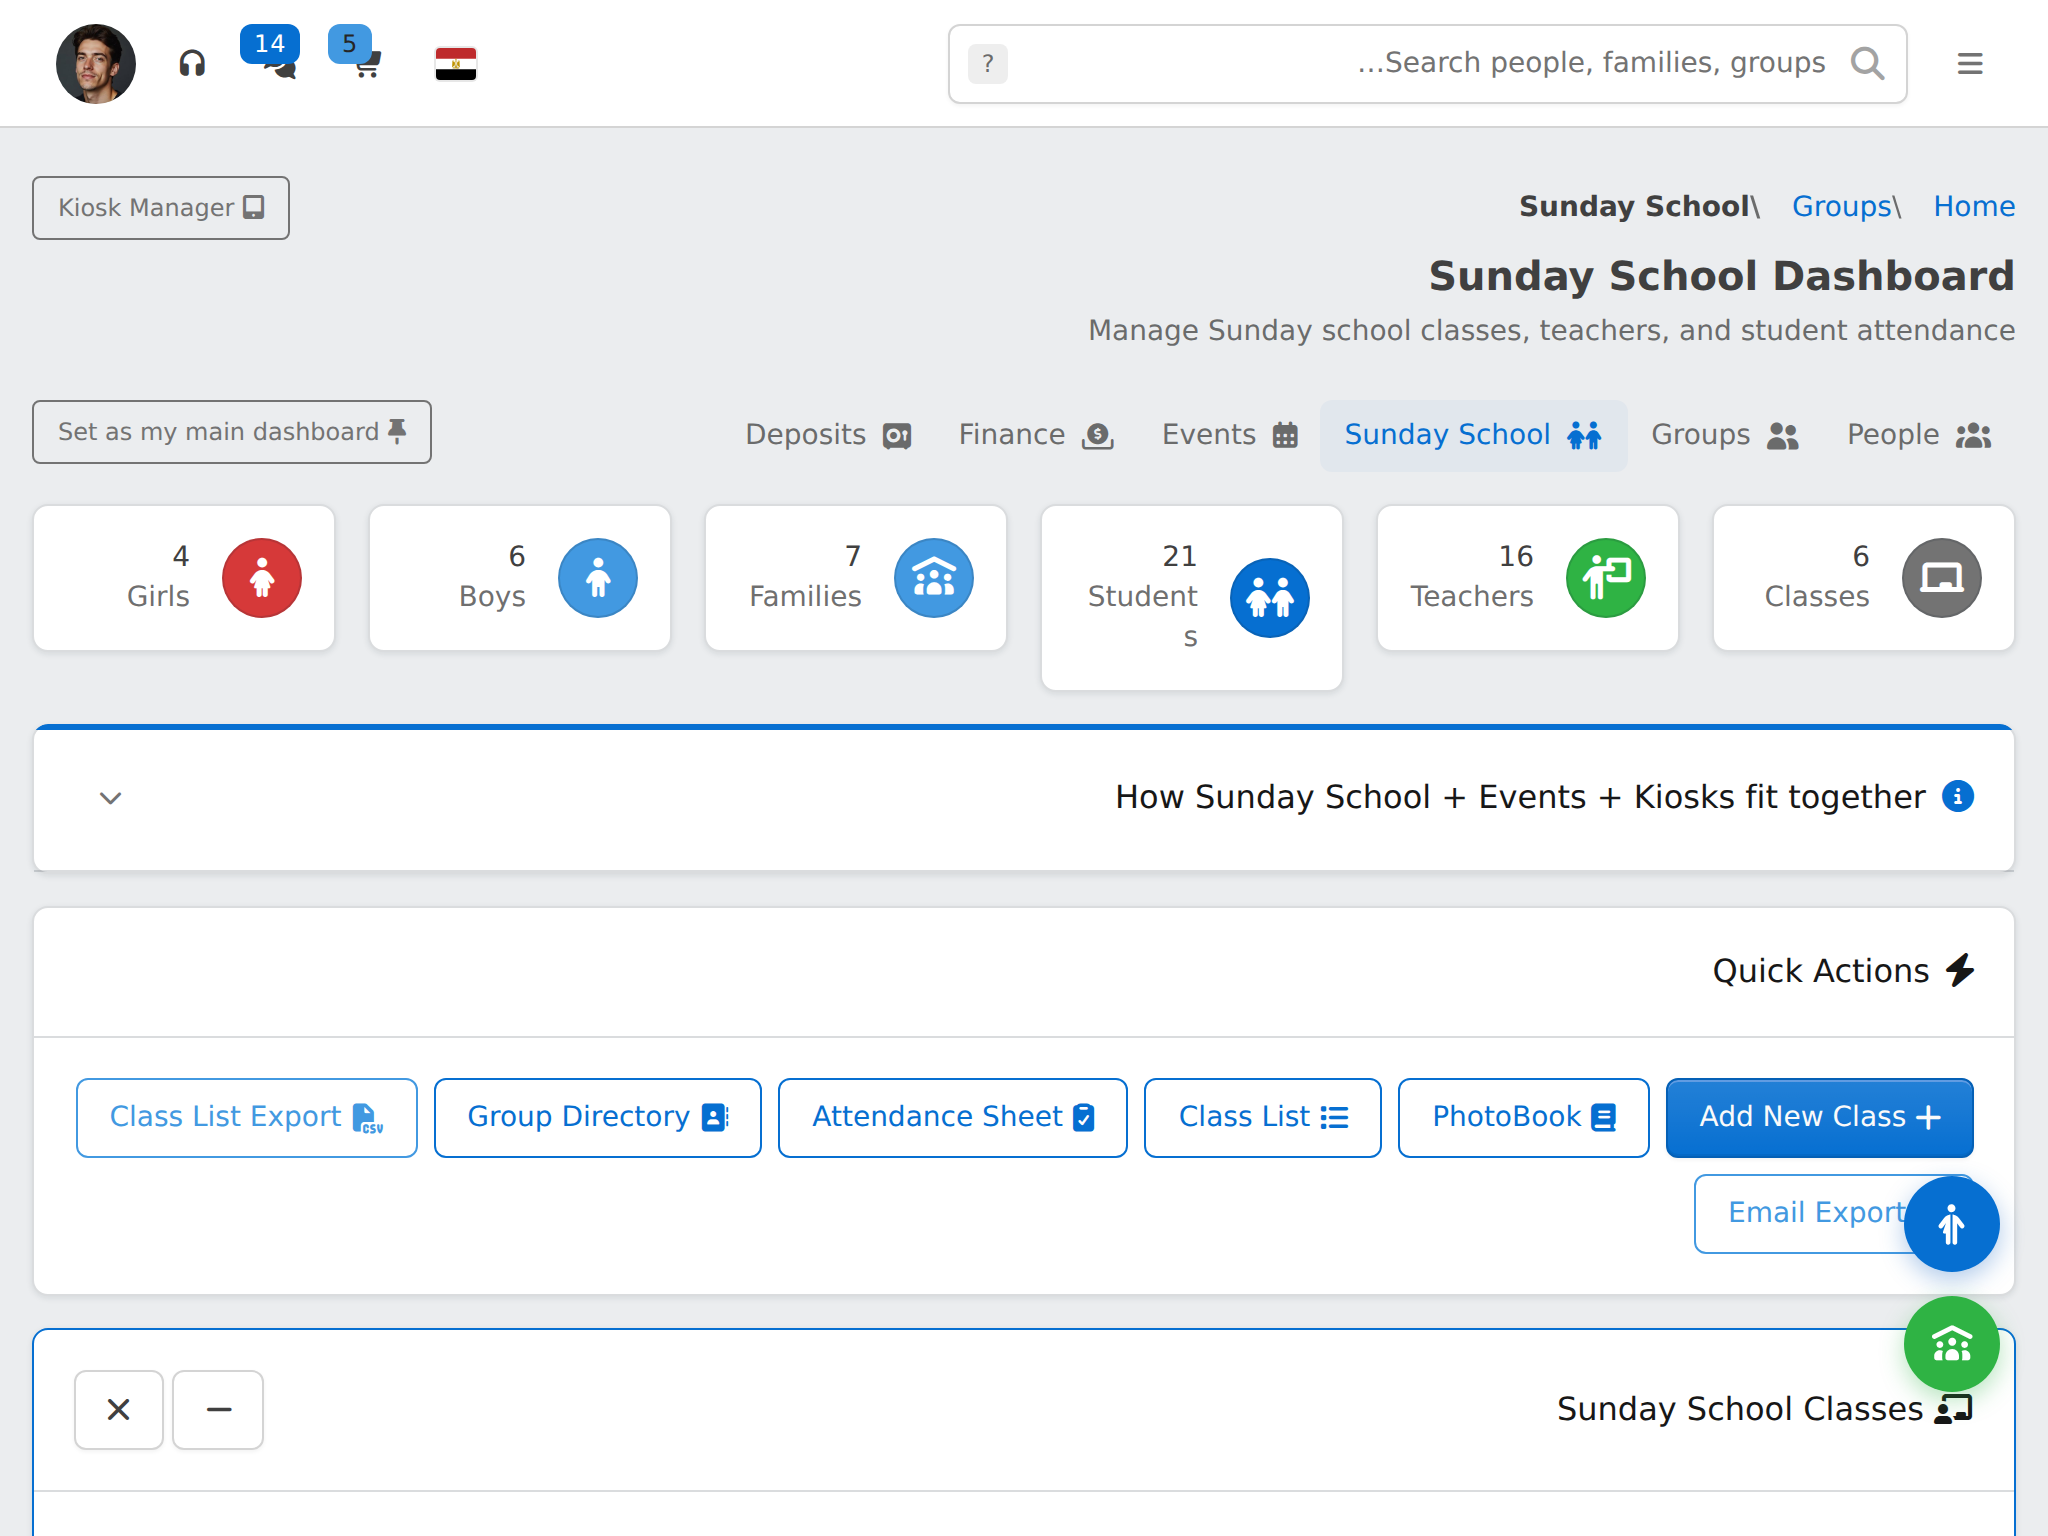 14
5
?
...Search people, families, groups
Home
Groups\
Sunday School\
Kiosk Manager
Sunday School Dashboard
Manage Sunday school classes, teachers, and student attendance
People
Groups
Sunday School
Events
Finance
Deposits
Set as my main dashboard
6
Classes
16
Teachers
21
Student
s
7
Families
6
Boys
4
Girls
How Sunday School + Events + Kiosks fit together
Quick Actions
Add New Class
PhotoBook
Class List
Attendance Sheet
Group Directory
Class List Export
CSV
Email Export
Sunday School Classes